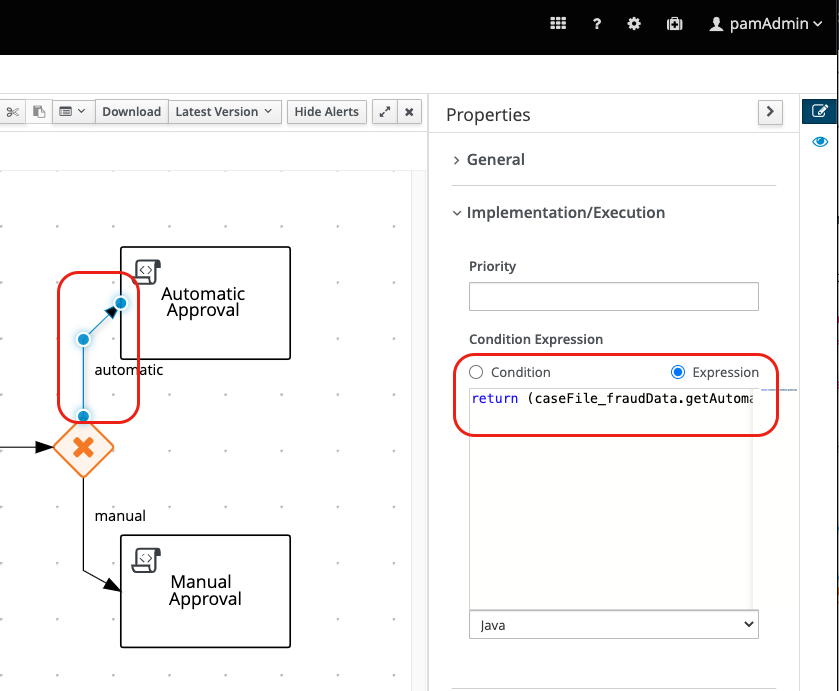 ? pamAdmin
Download Latest Version Hide Alerts
Properties
General
Implementation/Execution
Priority
Condition Expression
Condition Expression
return (caseFile_fraudData.getAutoma
Java
Automatic
Approval
automatic
manual
Manual
Approval